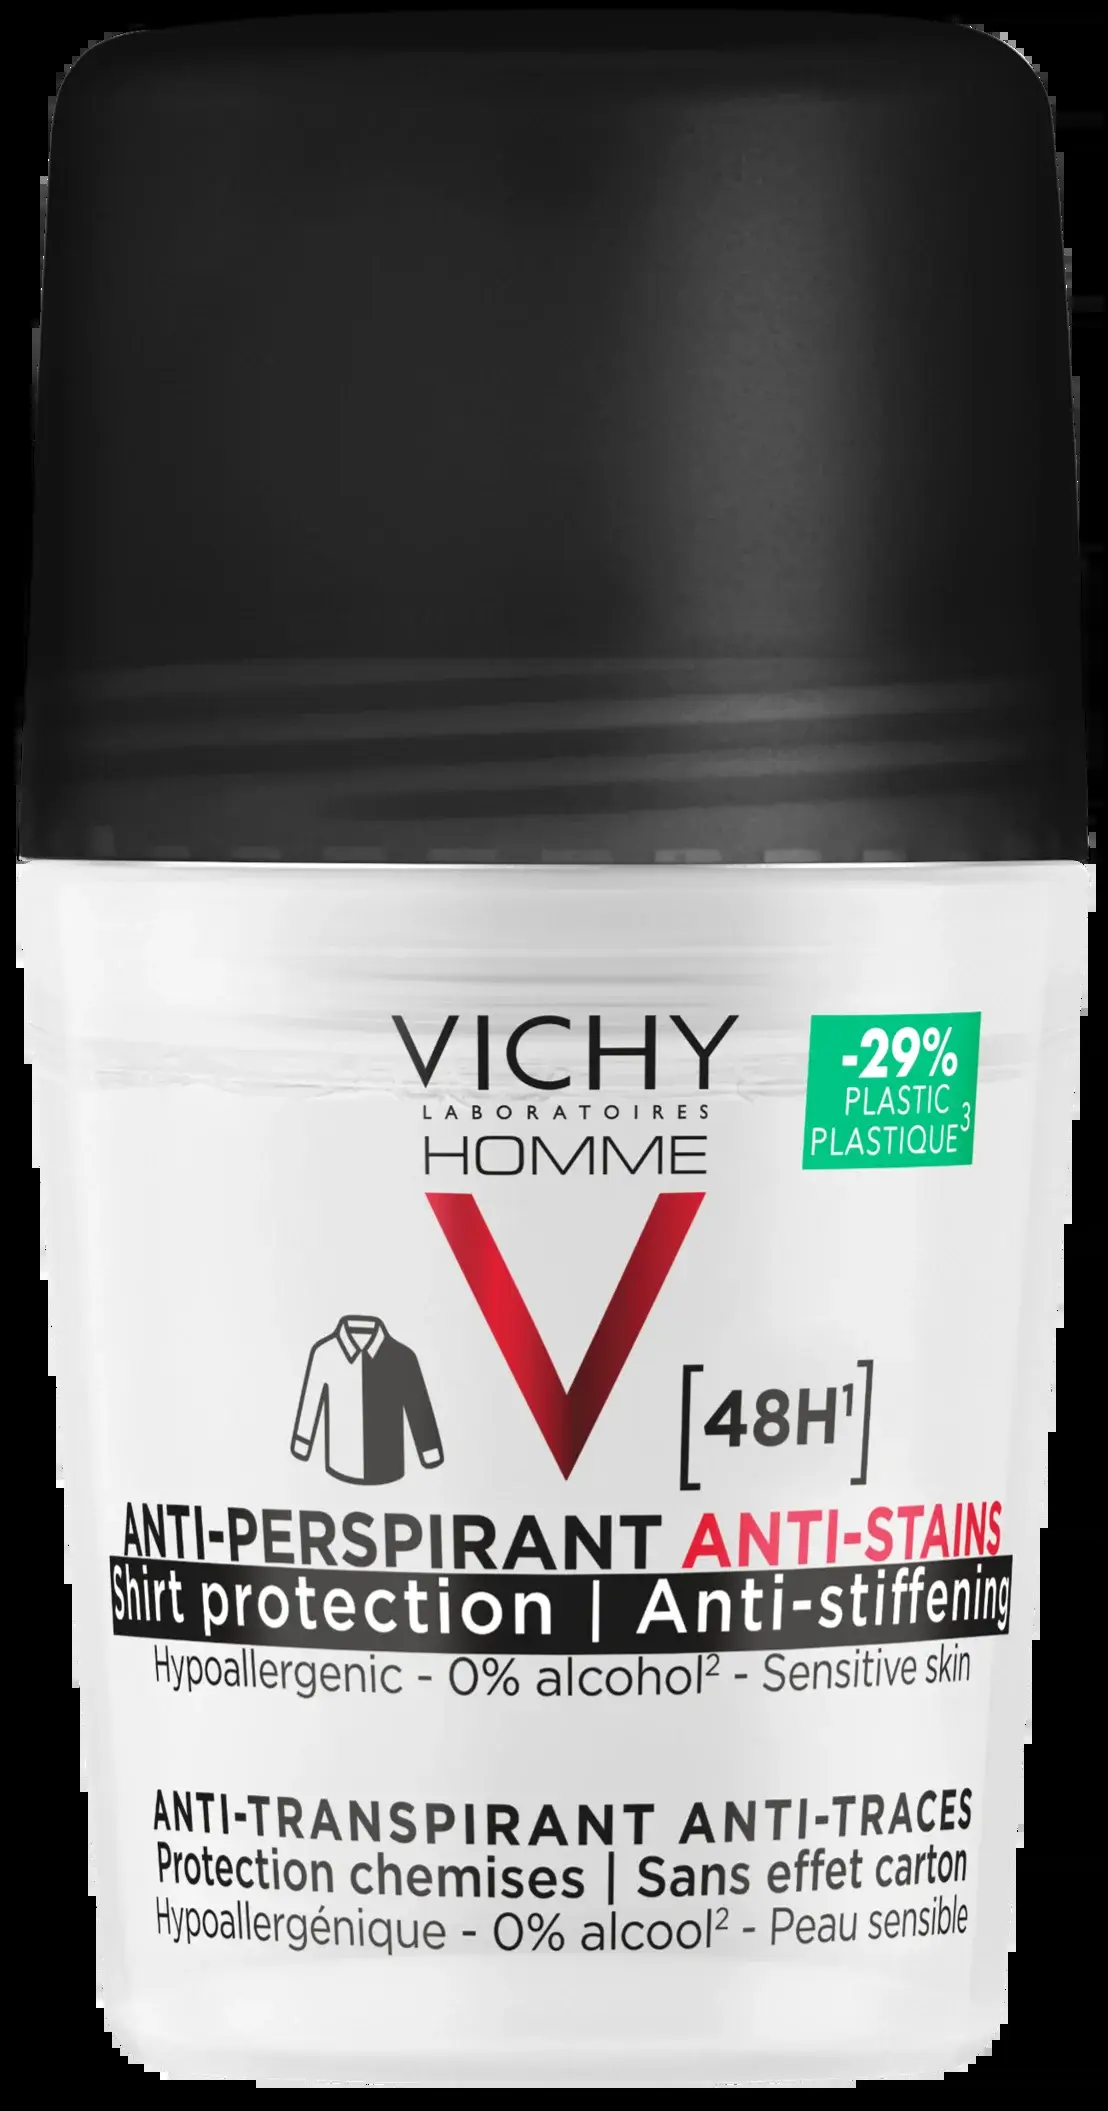 VICHY
LABORATOIRES
HOMME
-29%
PLASTIC
PLASTIQUE³
[48H¹]
ANTI-PERSPIRANT ANTI-STAINS
Shirt protection | Anti-stiffening
Hypoallergenic - 0% alcohol² - Sensitive skin
ANTI-TRANSPIRANT ANTI-TRACES
Protection chemises | Sans effet carton
Hypoallergénique - 0% alcool² - Peau sensible